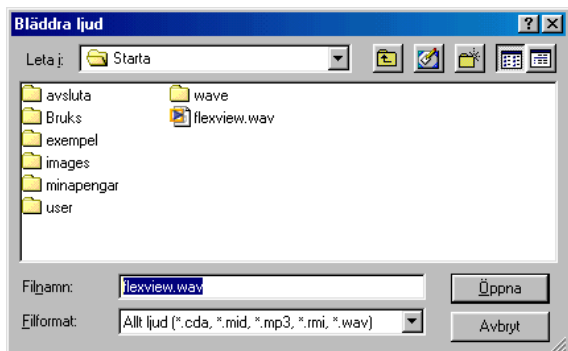 Bläddra ljud
Leta i: Starta
avsluta
Bruks
exempel
images
minapengar
user
wave
flexview.wav
Filnamn: flexview.wav
Öppna
Filformat: Allt ljud (*.cda, *.mid, *.mp3, *.rmi, *.wav)
Avbryt